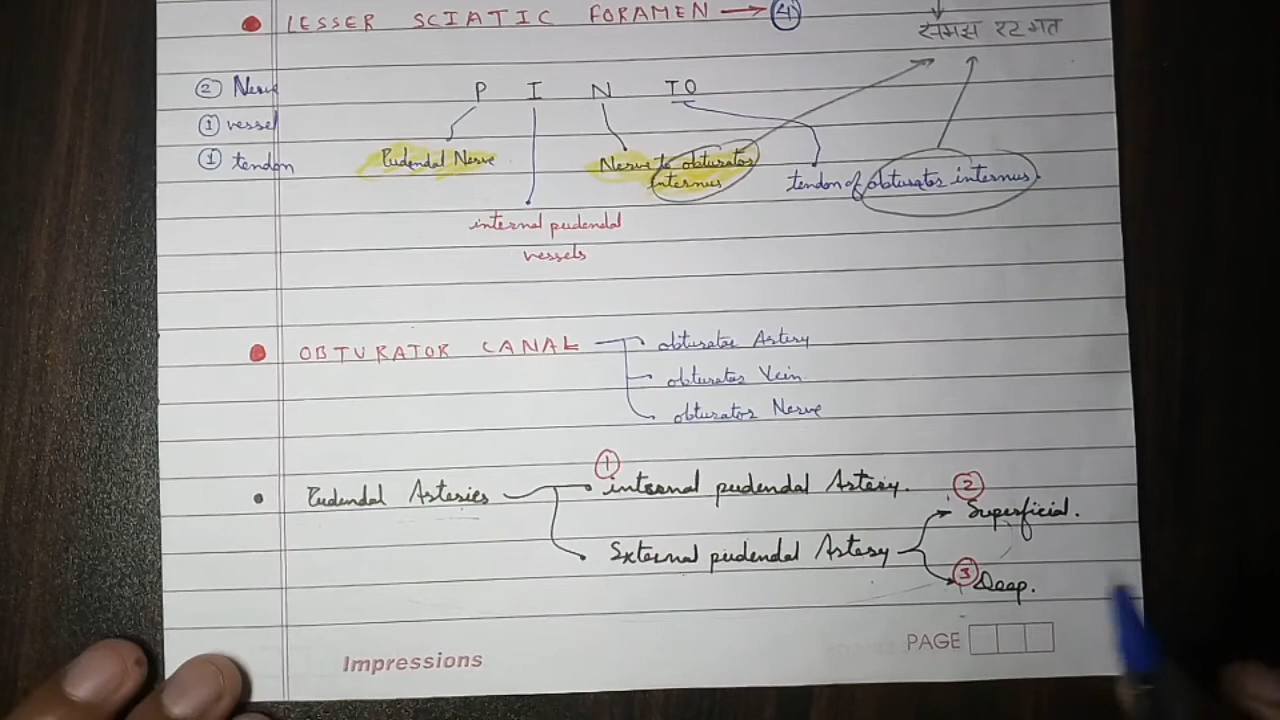 LESSER SCIATIC FORAMEN → 4
समस रटगत
② Nerve
P I N TO
① vessel
① tendon
Pudendal Nerve
Nerve to obturator
internus
tendon of obturator internus
internal pudendal
vessels
OBTURATOR CANAL
obturator Artery
obturator Vein
obturator Nerve
Pudendal Arteries
① internal pudendal Artery.
② Superficial.
External pudendal Artery
③ Deep.
PAGE
Impressions